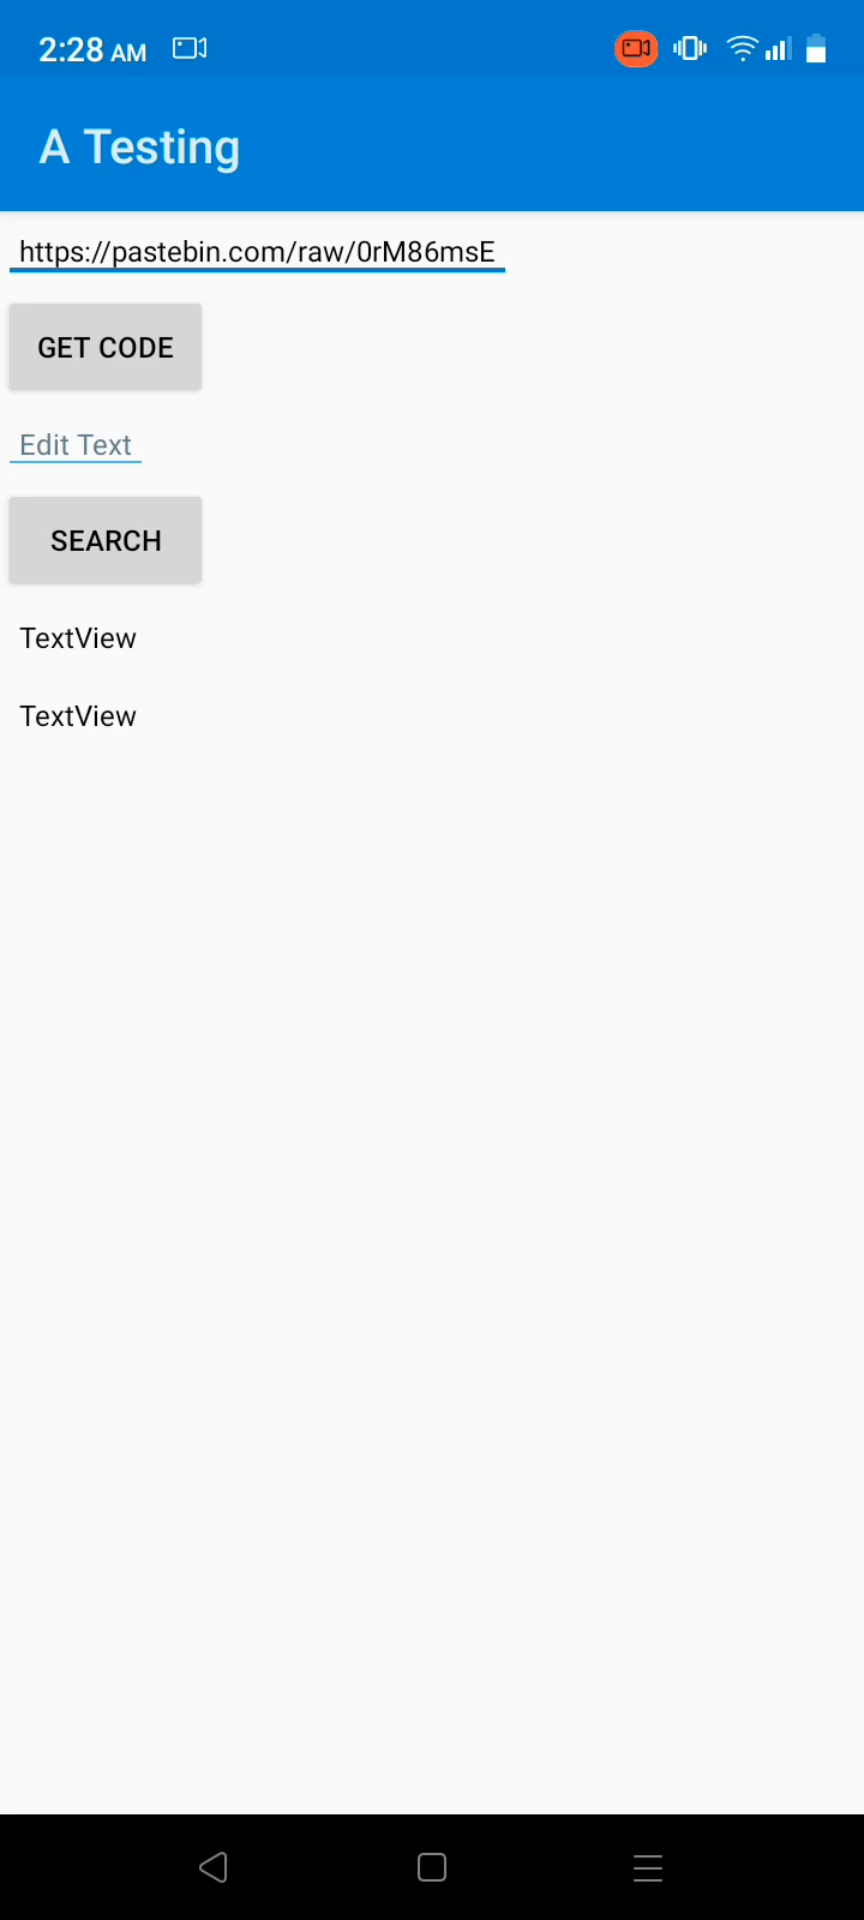 2:28 AM
A Testing
https://pastebin.com/raw/0rM86msE
GET CODE
Edit Text
SEARCH
TextView
TextView